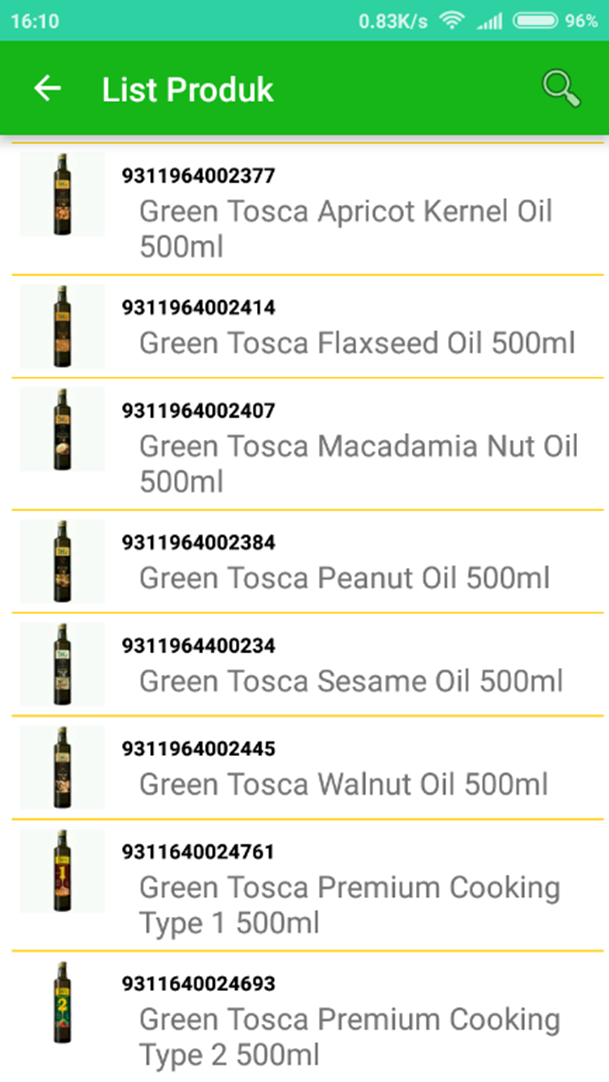 16:10 0.83K/s 96%
List Produk
9311964002377
Green Tosca Apricot Kernel Oil
500ml
9311964002414
Green Tosca Flaxseed Oil 500ml
9311964002407
Green Tosca Macadamia Nut Oil
500ml
9311964002384
Green Tosca Peanut Oil 500ml
9311964400234
Green Tosca Sesame Oil 500ml
9311964002445
Green Tosca Walnut Oil 500ml
9311640024761
Green Tosca Premium Cooking
Type 1 500ml
9311640024693
Green Tosca Premium Cooking
Type 2 500ml